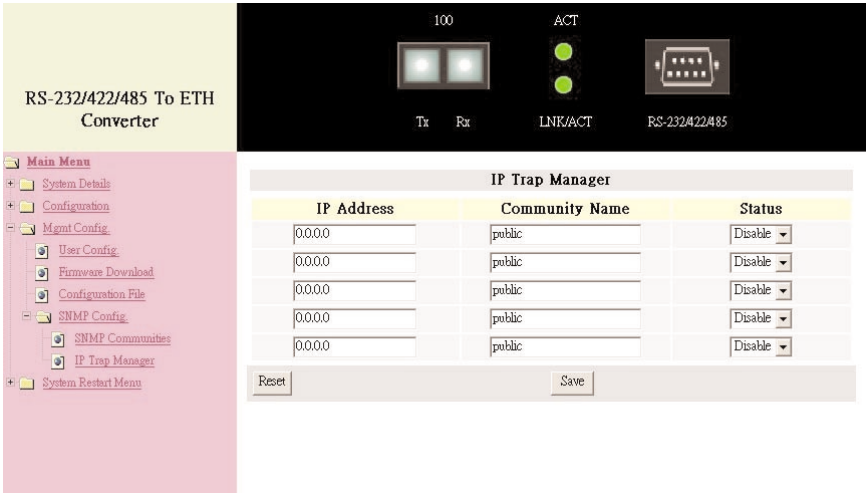 RS-232/422/485 To ETH
Converter
100
ACT
Tx
Rx
LNK/ACT
RS-232/422/485
Main Menu
System Details
Configuration
Mgmt Config.
User Config.
Firmware Download
Configuration File
SNMP Config.
SNMP Communities
IP Trap Manager
System Restart Menu
IP Trap Manager
IP Address Community Name Status
0.0.0.0 public Disable
0.0.0.0 public Disable
0.0.0.0 public Disable
0.0.0.0 public Disable
0.0.0.0 public Disable
Reset Save